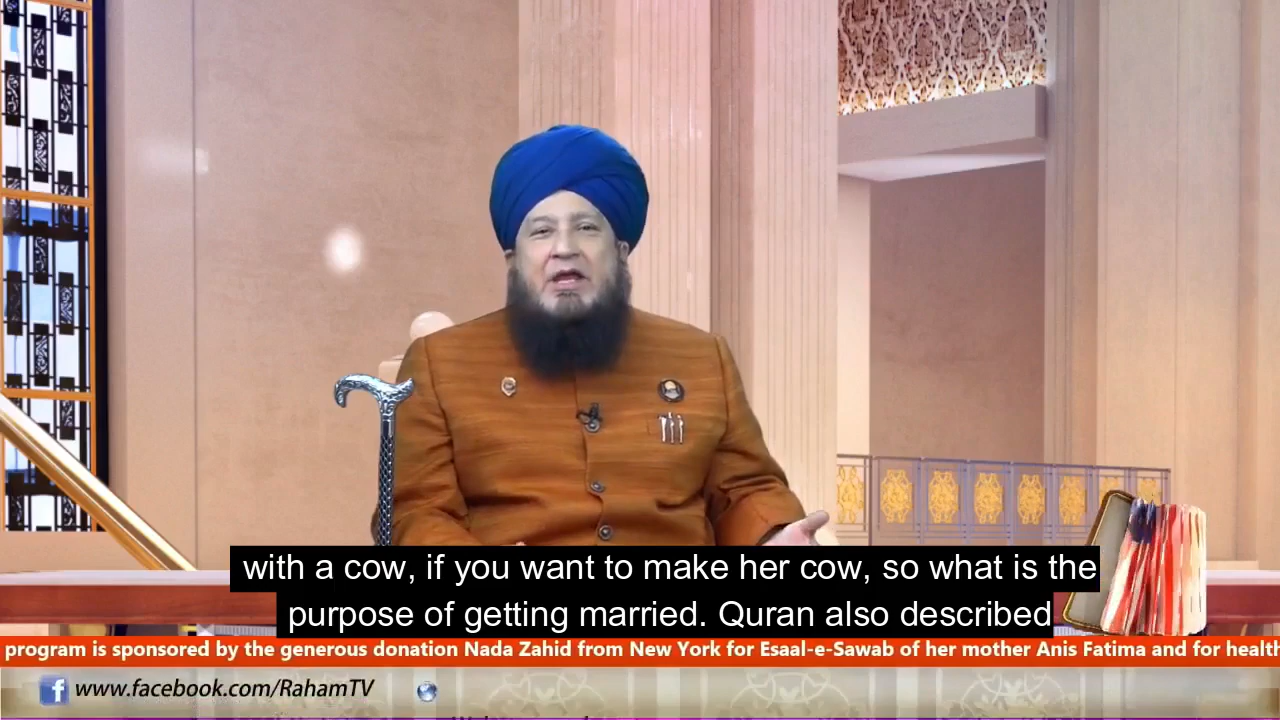 with a cow, if you want to make her cow, so what is the
purpose of getting married. Quran also described
program is sponsored by the generous donation Nada Zahid from New York for Esaal-e-Sawab of her mother Anis Fatima and for health
www.facebook.com/RahamTV